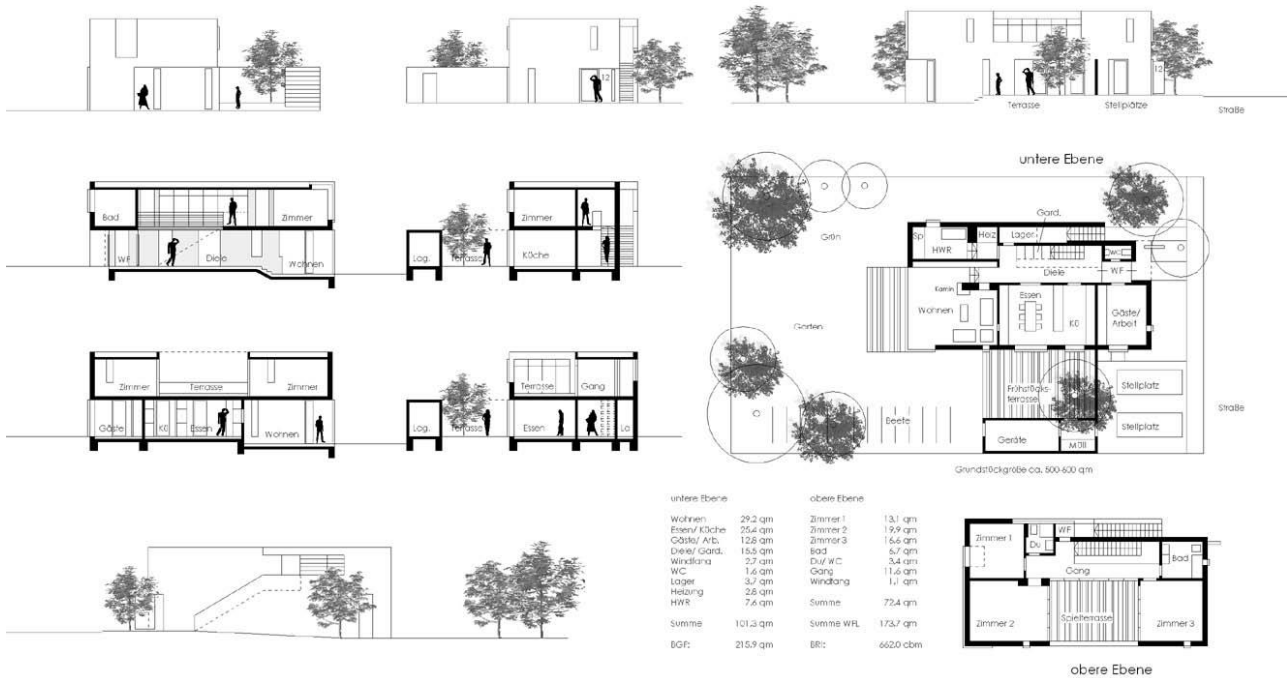 12
12
Terrasse
Stellplätze
Straße
Bad
Zimmer
WF
Diele
Wohnen
Zimmer
Lag.
Terrasse
Küche
Zimmer
Terrasse
Zimmer
Gäste
Kü
Essen
Wohnen
Terrasse
Gang
Lag.
Terrasse
Essen
La
untere Ebene
Gard.
Grün
Sp
HWR
Heiz
Lager
WC
Diele
WF
Kamin
Wohnen
Essen
Kü
Gäste/
Arbeit
Garten
Frühstücks-
terrasse
Stellplatz
Stellplatz
Straße
Beete
Geräte
Müll
Grundstückgröße ca. 500-600 qm
untere Ebene
Wohnen 29,2 qm
Essen/ Küche 25,4 qm
Gäste/ Arb. 12,8 qm
Diele/ Gard. 15,5 qm
Windfang 2,7 qm
WC 1,6 qm
Lager 3,7 qm
Heizung 2,8 qm
HWR 7,6 qm
Summe 101,3 qm
BGF: 215,9 qm
obere Ebene
Zimmer 1 13,1 qm
Zimmer 2 19,9 qm
Zimmer 3 16,6 qm
Bad 6,7 qm
Du/ WC 3,4 qm
Gang 11,6 qm
Windfang 1,1 qm
Summe 72,4 qm
Summe WFL 173,7 qm
BRI: 662,0 cbm
Zimmer 1
Du
WF
Bad
Gang
Zimmer 2
Spielterrasse
Zimmer 3
obere Ebene